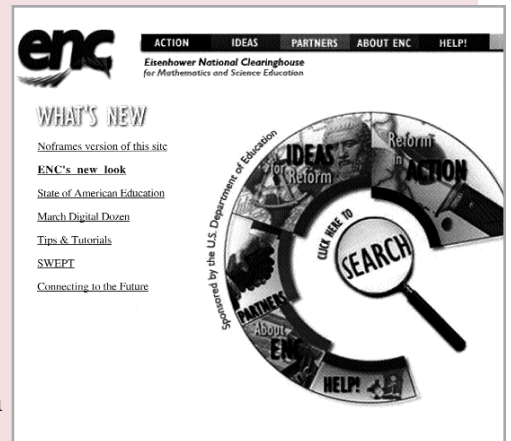 enc
ACTION IDEAS PARTNERS ABOUT ENC HELP!
Eisenhower National Clearinghouse
for Mathematics and Science Education
WHAT'S NEW
Noframes version of this site
ENC's new look
State of American Education
March Digital Dozen
Tips & Tutorials
SWEPT
Connecting to the Future
Sponsored by the U.S. Department of Education
IDEAS
for Reform
Reform
in
ACTION
CLICK HERE TO
SEARCH
PARTNERS
About
ENC
HELP!